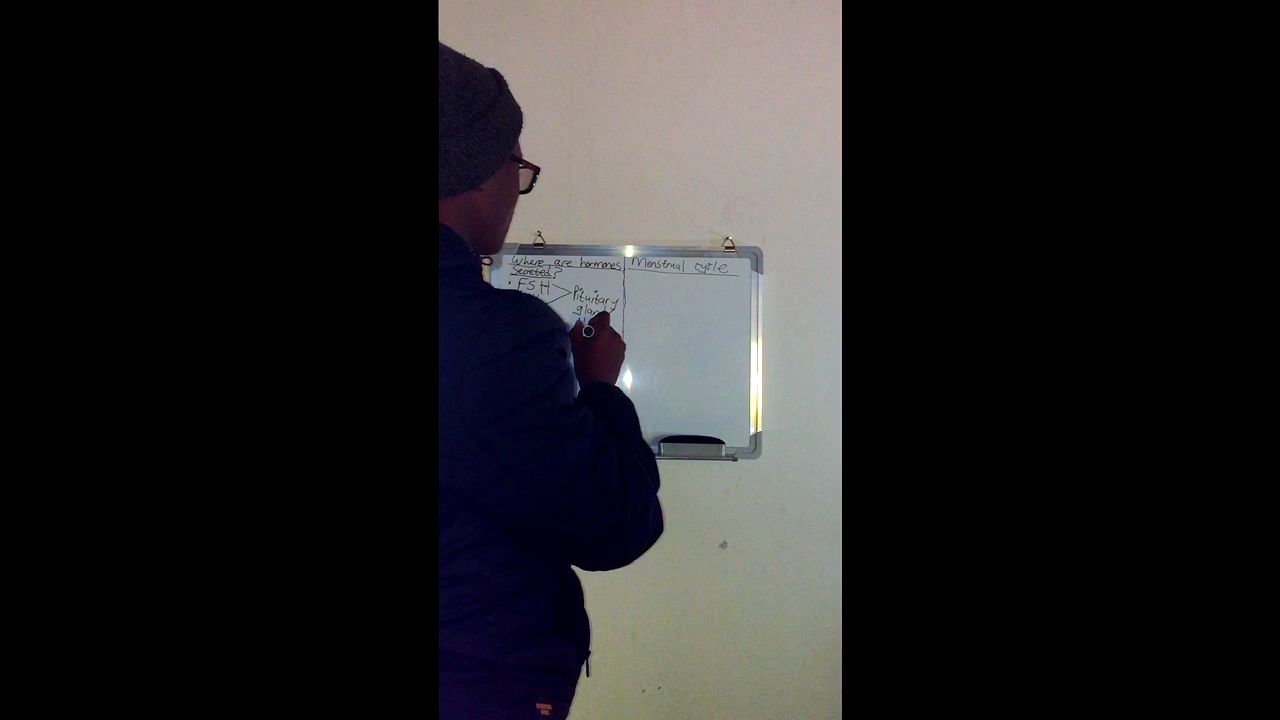 Where are hormones
Secreted?
• FSH
Pituitary
gland
Menstrual cycle